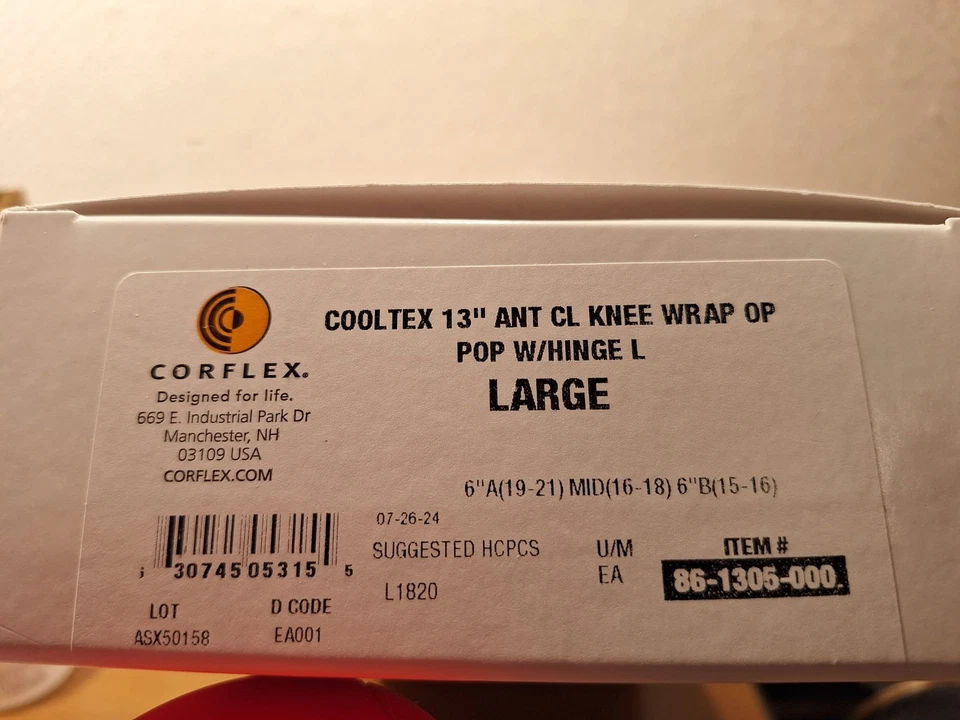 CORFLEX.
Designed for life.
669 E. Industrial Park Dr
Manchester, NH
03109 USA
CORFLEX.COM
COOLTEX 13" ANT CL KNEE WRAP OP
POP W/HINGE L
LARGE
6"A(19-21) MID(16-18) 6"B(15-16)
30745 05315 5
LOT
ASX50158
D CODE
EA001
07-26-24
SUGGESTED HCPCS
L1820
U/M
EA
ITEM #
86-1305-000